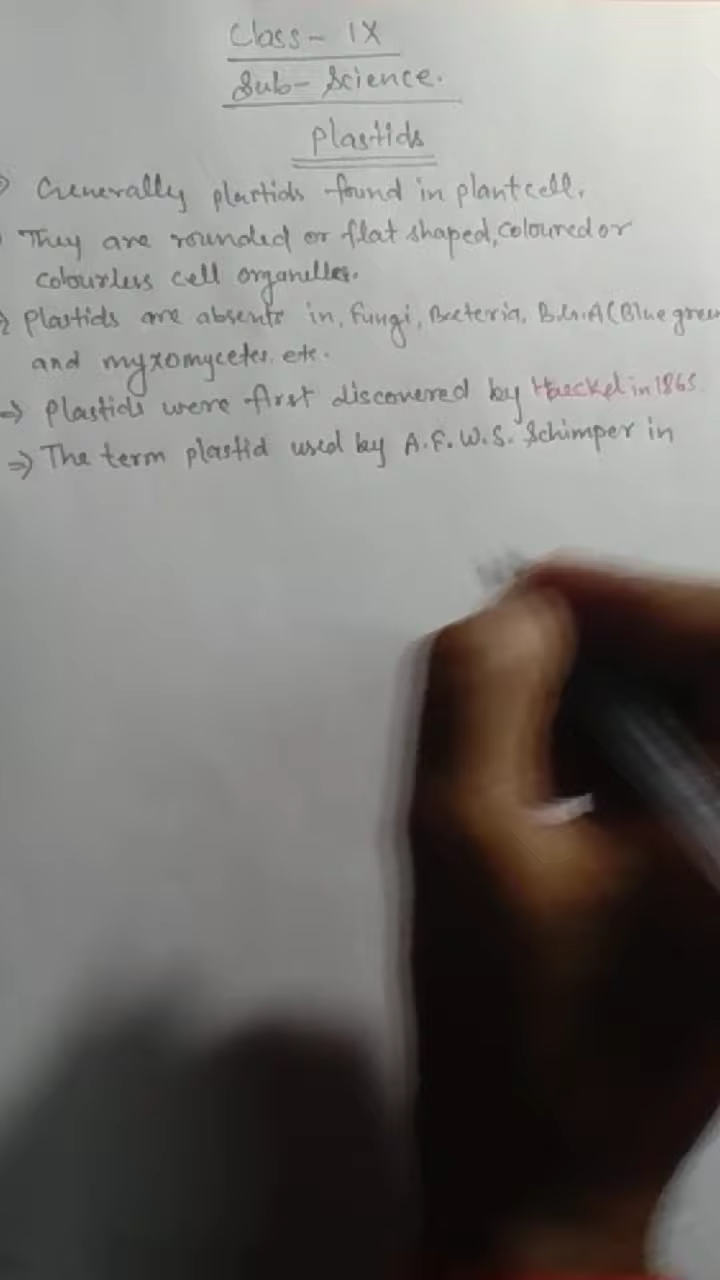 Class - IX
Sub - Science.
Plastids
Generally plastids found in plant cell.
They are rounded or flat shaped, coloured or
colourless cell organelles.
Plastids are absents in, Fungi, Bacteria, B.G.A (Blue green
and myxomycetes etc.
⇒ Plastids were first discovered by Haeckel in 1865
⇒ The term plastid used by A.F.W.S. Schimper in